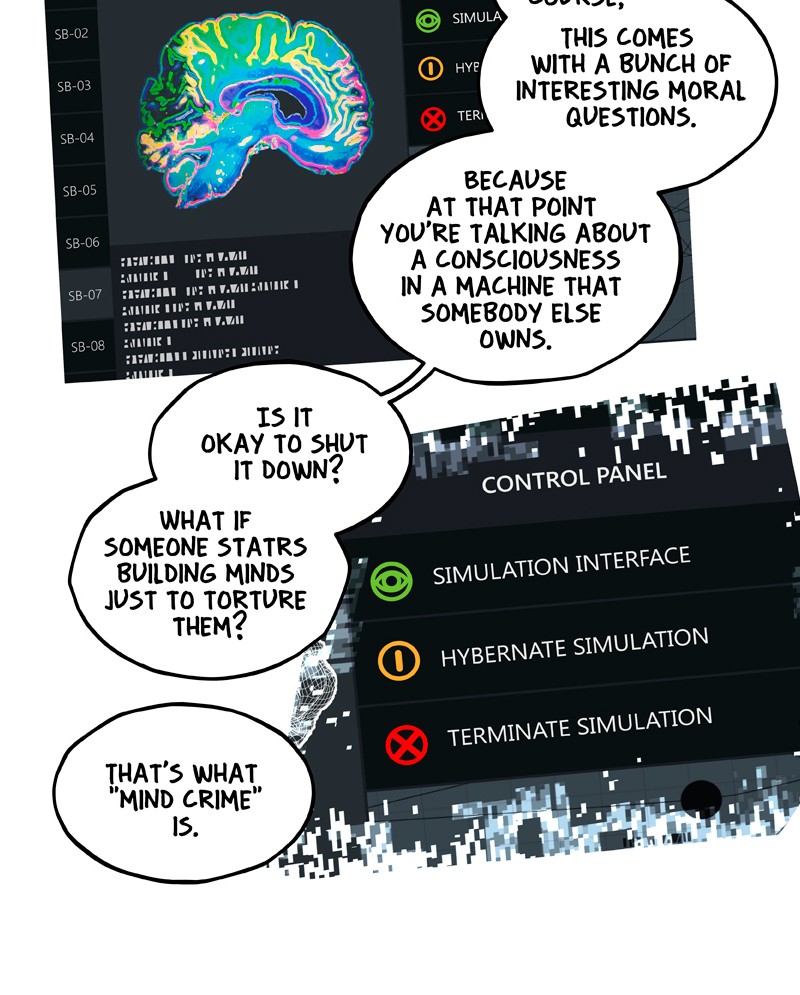 COURSE,
THIS COMES
WITH A BUNCH OF
INTERESTING MORAL
QUESTIONS.
BECAUSE
AT THAT POINT
YOU'RE TALKING ABOUT
A CONSCIOUSNESS
IN A MACHINE THAT
SOMEBODY ELSE
OWNS.
SB-02
SB-03
SB-04
SB-05
SB-06
SB-07
SB-08
SIMULA
HYB
TERI
IS IT
OKAY TO SHUT
IT DOWN?
WHAT IF
SOMEONE STATRS
BUILDING MINDS
JUST TO TORTURE
THEM?
CONTROL PANEL
SIMULATION INTERFACE
HYBERNATE SIMULATION
TERMINATE SIMULATION
THAT'S WHAT
"MIND CRIME"
IS.